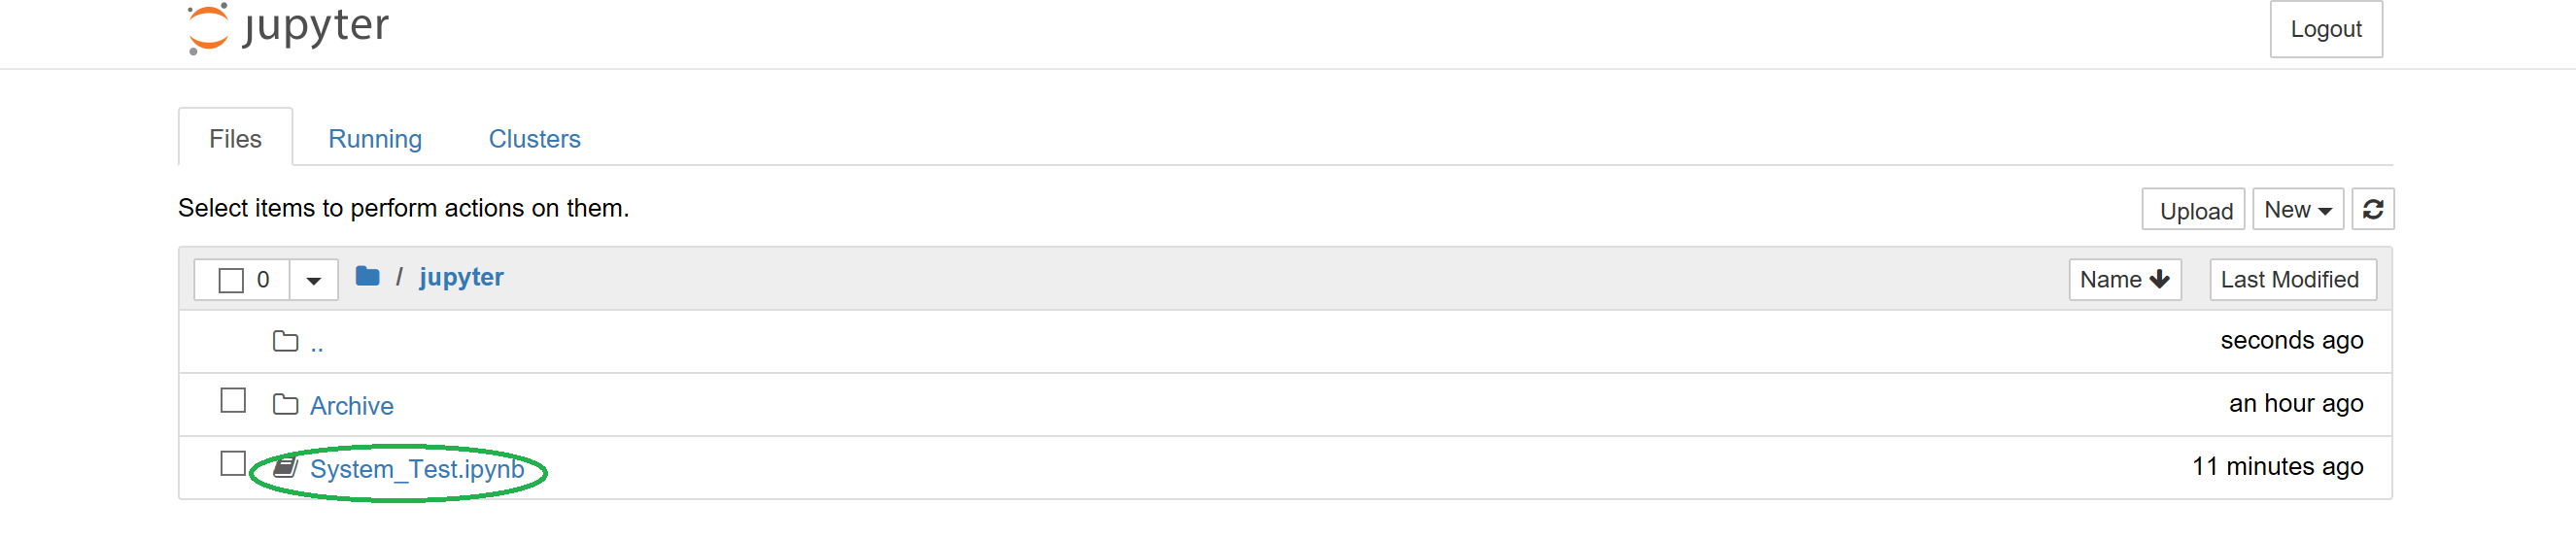 jupyter
Logout
Files Running Clusters
Select items to perform actions on them.
Upload New
0 / jupyter Name Last Modified
.. seconds ago
Archive an hour ago
System_Test.ipynb 11 minutes ago